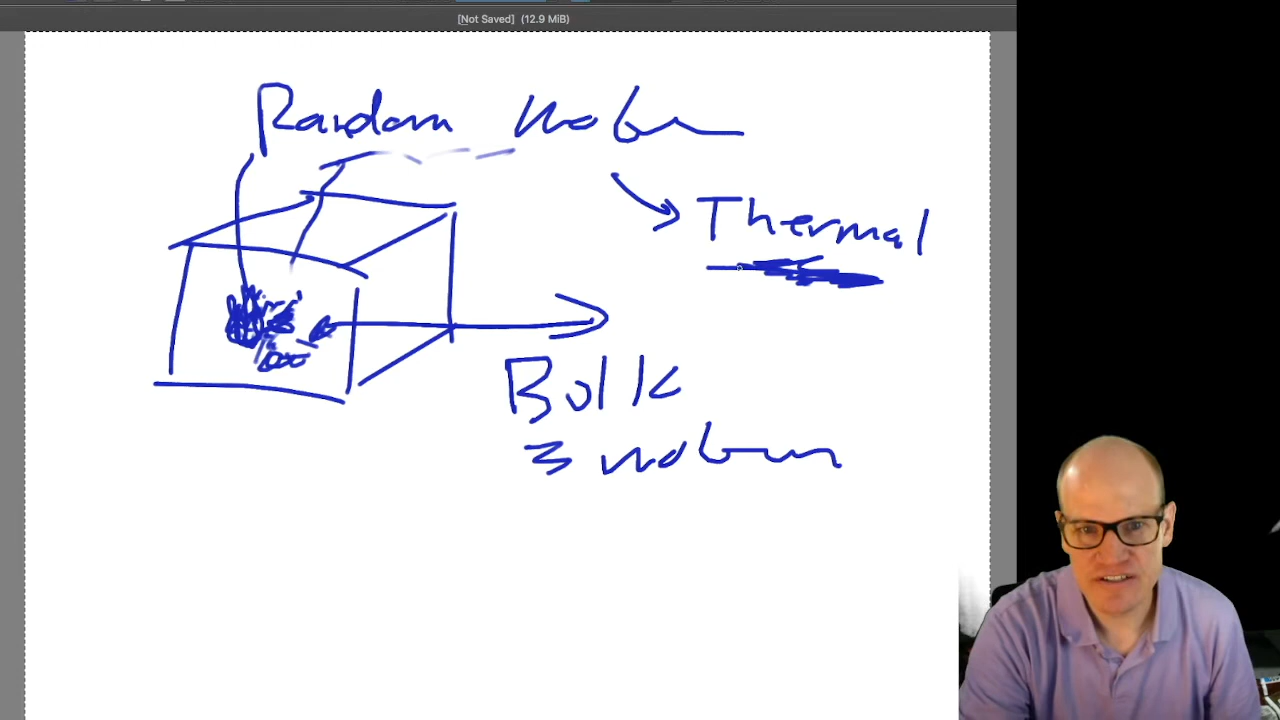 [Not Saved] (12.9 MiB)
Random Motion
Thermal
Bulk
motion